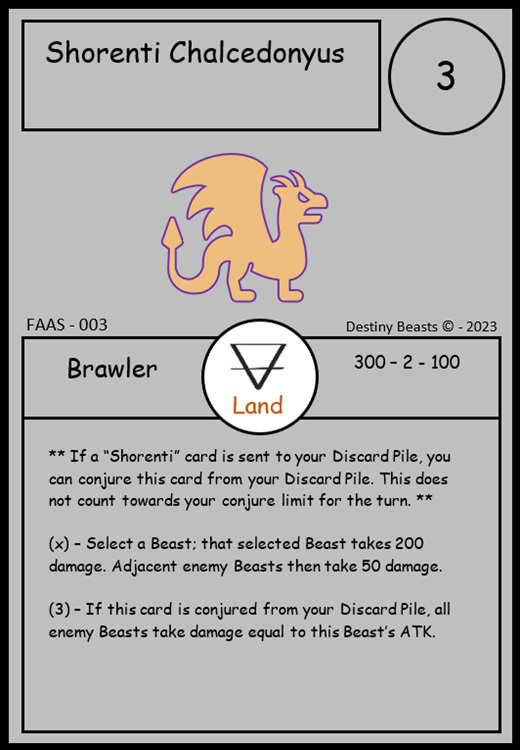 Shorenti Chalcedonyus
3
FAAS - 003
Destiny Beasts © - 2023
Brawler
Land
300 – 2 - 100
** If a “Shorenti” card is sent to your Discard Pile, you
can conjure this card from your Discard Pile. This does
not count towards your conjure limit for the turn. **
(x) – Select a Beast; that selected Beast takes 200
damage. Adjacent enemy Beasts then take 50 damage.
(3) – If this card is conjured from your Discard Pile, all
enemy Beasts take damage equal to this Beast’s ATK.